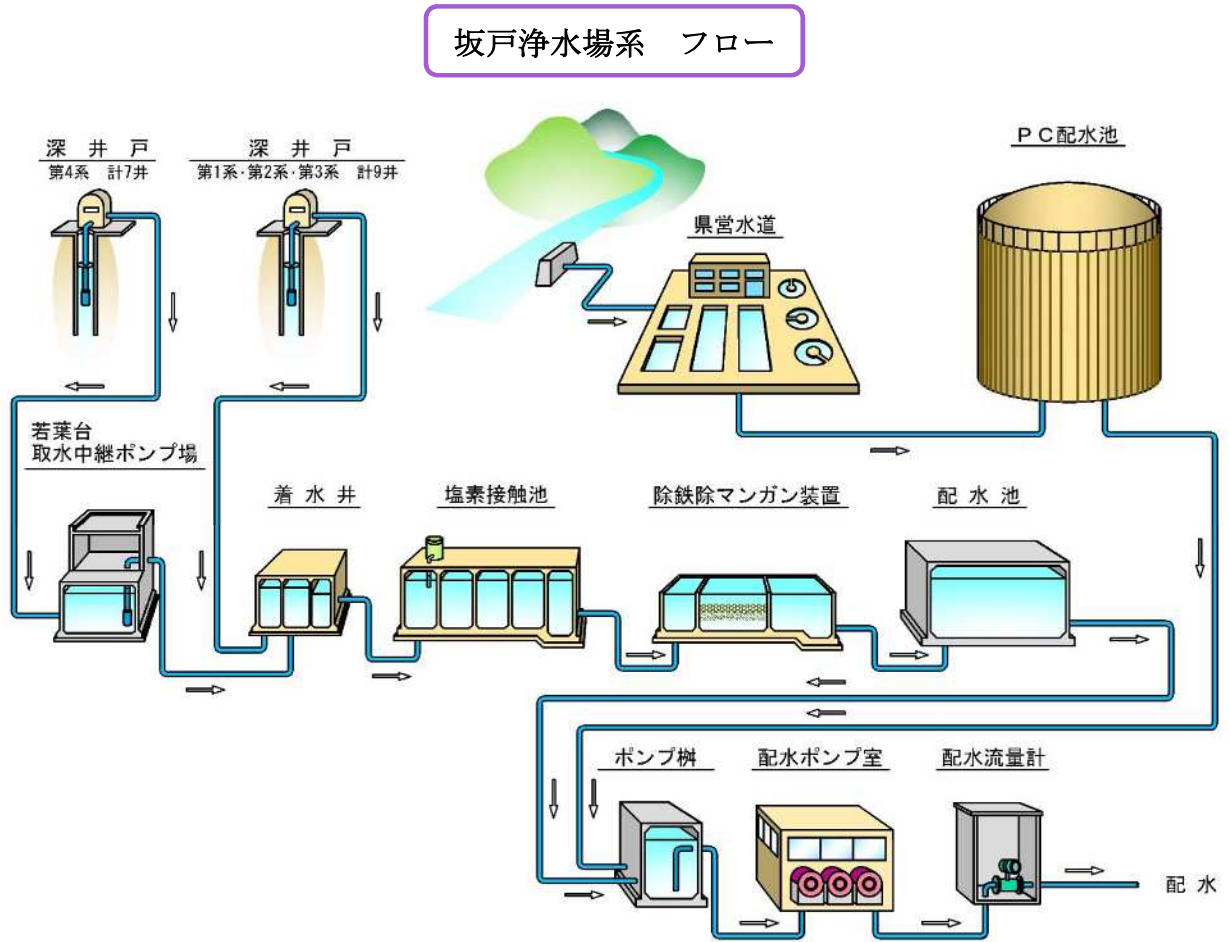 坂戸浄水場系　フロー
深井戸
第4系　計7井
深井戸
第1系・第2系・第3系　計9井
県営水道
ＰＣ配水池
若葉台
取水中継ポンプ場
着水井
塩素接触池
除鉄除マンガン装置
配水池
ポンプ桝
配水ポンプ室
配水流量計
配水